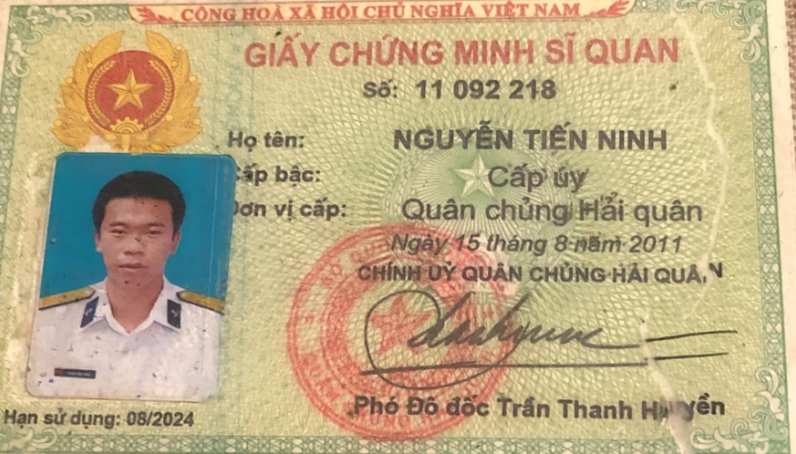 CỘNG HOÀ XÃ HỘI CHỦ NGHĨA VIỆT NAM
GIẤY CHỨNG MINH SĨ QUAN
Số: 11 092 218
Họ tên: NGUYỄN TIẾN NINH
Cấp bậc: Cấp úy
Đơn vị cấp: Quân chủng Hải quân
Ngày 15 tháng 8 năm 2011
CHÍNH UỶ QUÂN CHỦNG HẢI QUÂN
Phó Đô đốc Trần Thanh Huyền
Hạn sử dụng: 08/2024